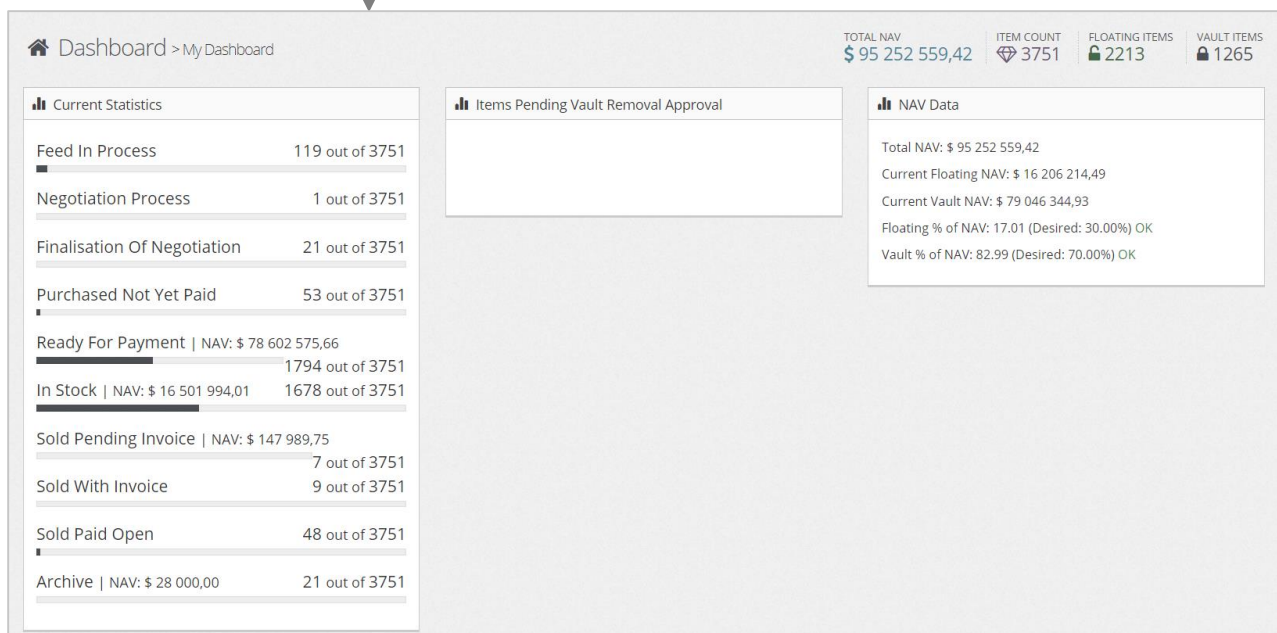 Dashboard > My Dashboard
TOTAL NAV
$ 95 252 559,42
ITEM COUNT
3751
FLOATING ITEMS
2213
VAULT ITEMS
1265
Current Statistics
Feed In Process 119 out of 3751
Negotiation Process 1 out of 3751
Finalisation Of Negotiation 21 out of 3751
Purchased Not Yet Paid 53 out of 3751
Ready For Payment | NAV: $ 78 602 575,66
1794 out of 3751
In Stock | NAV: $ 16 501 994,01 1678 out of 3751
Sold Pending Invoice | NAV: $ 147 989,75
7 out of 3751
Sold With Invoice 9 out of 3751
Sold Paid Open 48 out of 3751
Archive | NAV: $ 28 000,00 21 out of 3751
Items Pending Vault Removal Approval
NAV Data
Total NAV: $ 95 252 559,42
Current Floating NAV: $ 16 206 214,49
Current Vault NAV: $ 79 046 344,93
Floating % of NAV: 17.01 (Desired: 30.00%) OK
Vault % of NAV: 82.99 (Desired: 70.00%) OK